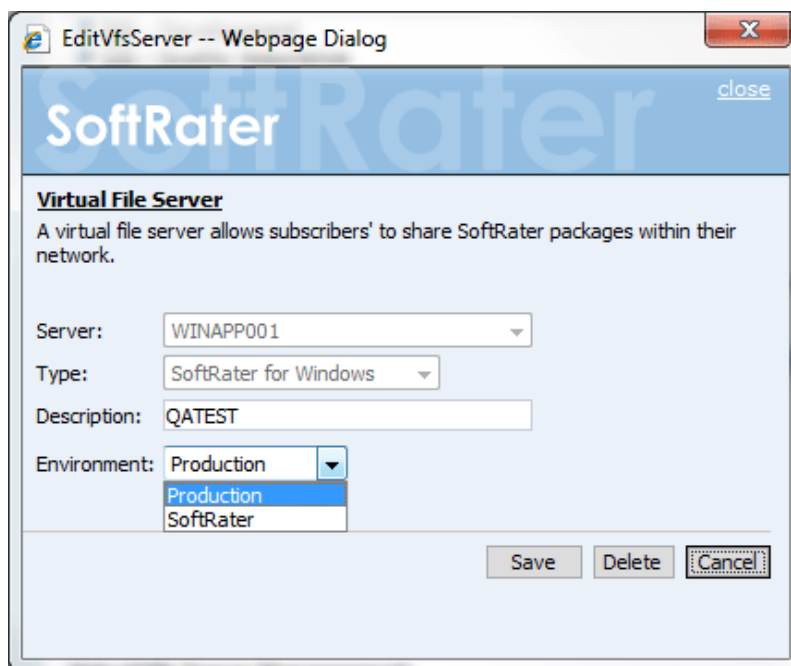 EditVfsServer -- Webpage Dialog
X
SoftRater
close
SoftRater
Virtual File Server
A virtual file server allows subscribers' to share SoftRater packages within their
network.
Server: WINAPP001
Type: SoftRater for Windows
Description: QATEST
Environment: Production
Production
SoftRater
Save Delete Cancel